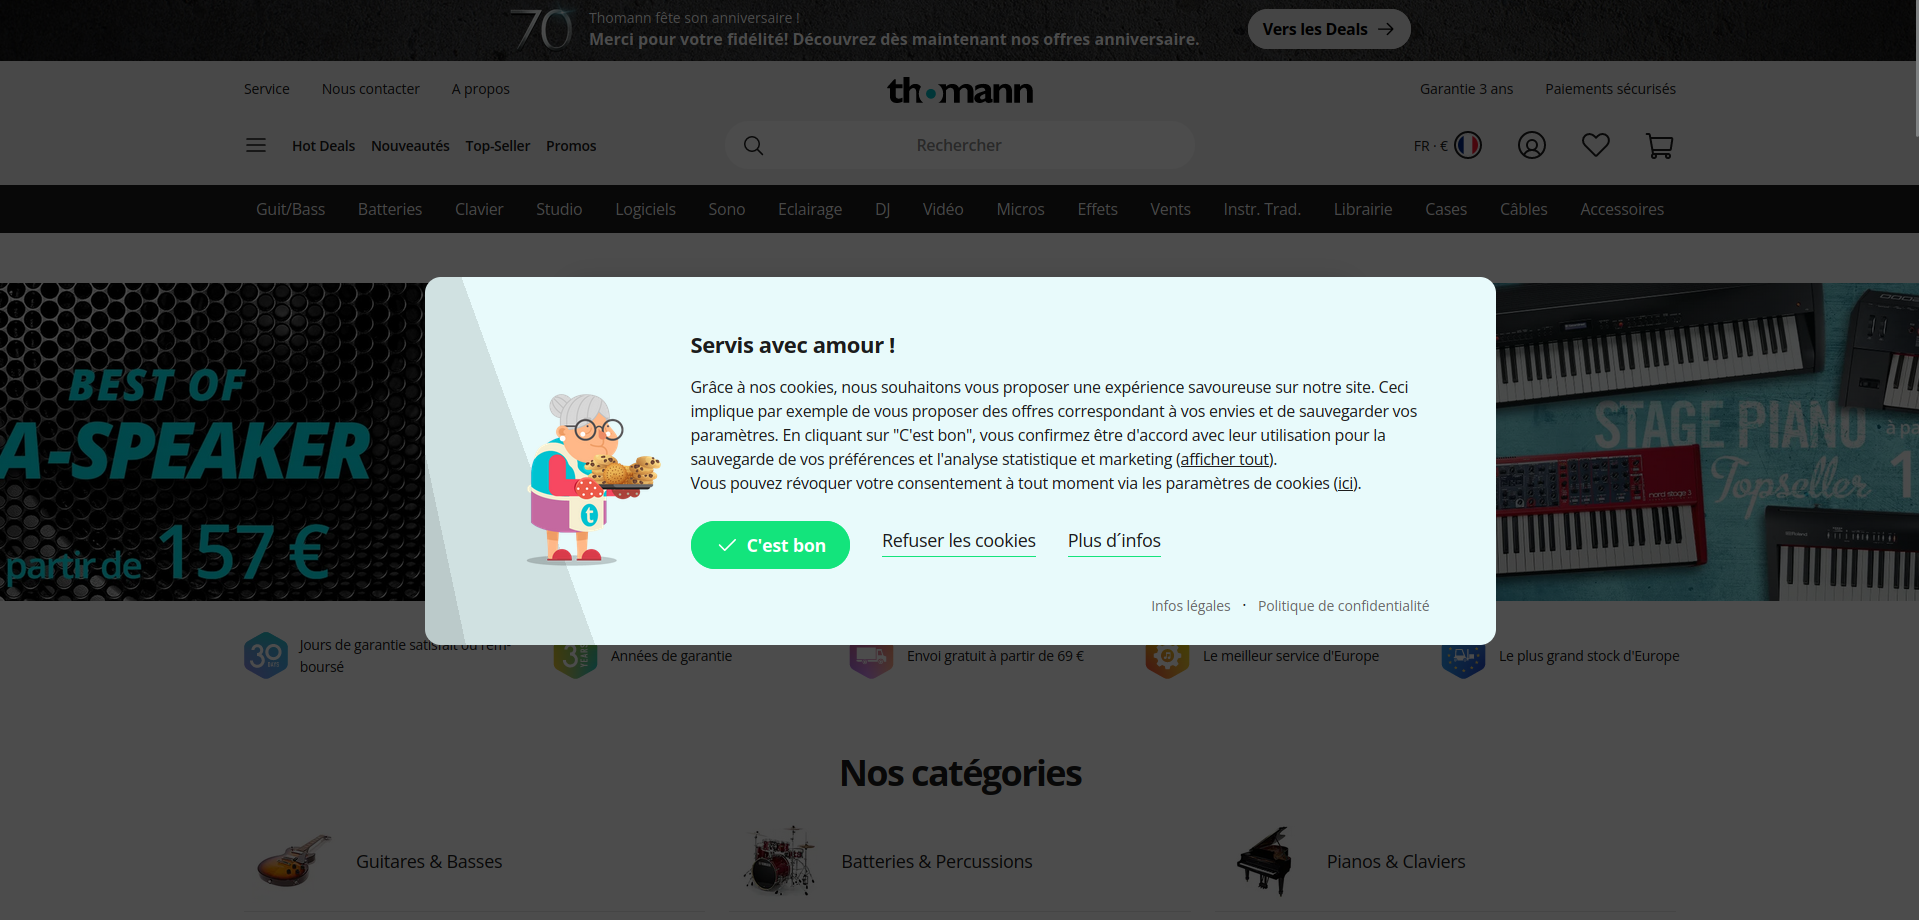 70
Thomann fête son anniversaire !
Merci pour votre fidélité! Découvrez dès maintenant nos offres anniversaire.
Vers les Deals
Service
Nous contacter
A propos
thomann
Garantie 3 ans
Paiements sécurisés
Hot Deals
Nouveautés
Top-Seller
Promos
Rechercher
FR · €
Guit/Bass
Batteries
Clavier
Studio
Logiciels
Sono
Eclairage
DJ
Vidéo
Micros
Effets
Vents
Instr. Trad.
Librairie
Cases
Câbles
Accessoires
BEST OF
A-SPEAKER
partir de 157 €
STAGE PIANO
Topseller
nord stage 3
Servis avec amour !
Grâce à nos cookies, nous souhaitons vous proposer une expérience savoureuse sur notre site. Ceci
implique par exemple de vous proposer des offres correspondant à vos envies et de sauvegarder vos
paramètres. En cliquant sur "C'est bon", vous confirmez être d'accord avec leur utilisation pour la
sauvegarde de vos préférences et l'analyse statistique et marketing (afficher tout).
Vous pouvez révoquer votre consentement à tout moment via les paramètres de cookies (ici).
t
C'est bon
Refuser les cookies
Plus d´infos
Infos légales · Politique de confidentialité
30
DAYS
Jours de garantie satisfait ou rem-
boursé
3
YEARS
Années de garantie
Envoi gratuit à partir de 69 €
Le meilleur service d'Europe
Le plus grand stock d'Europe
Nos catégories
Guitares & Basses
Batteries & Percussions
Pianos & Claviers